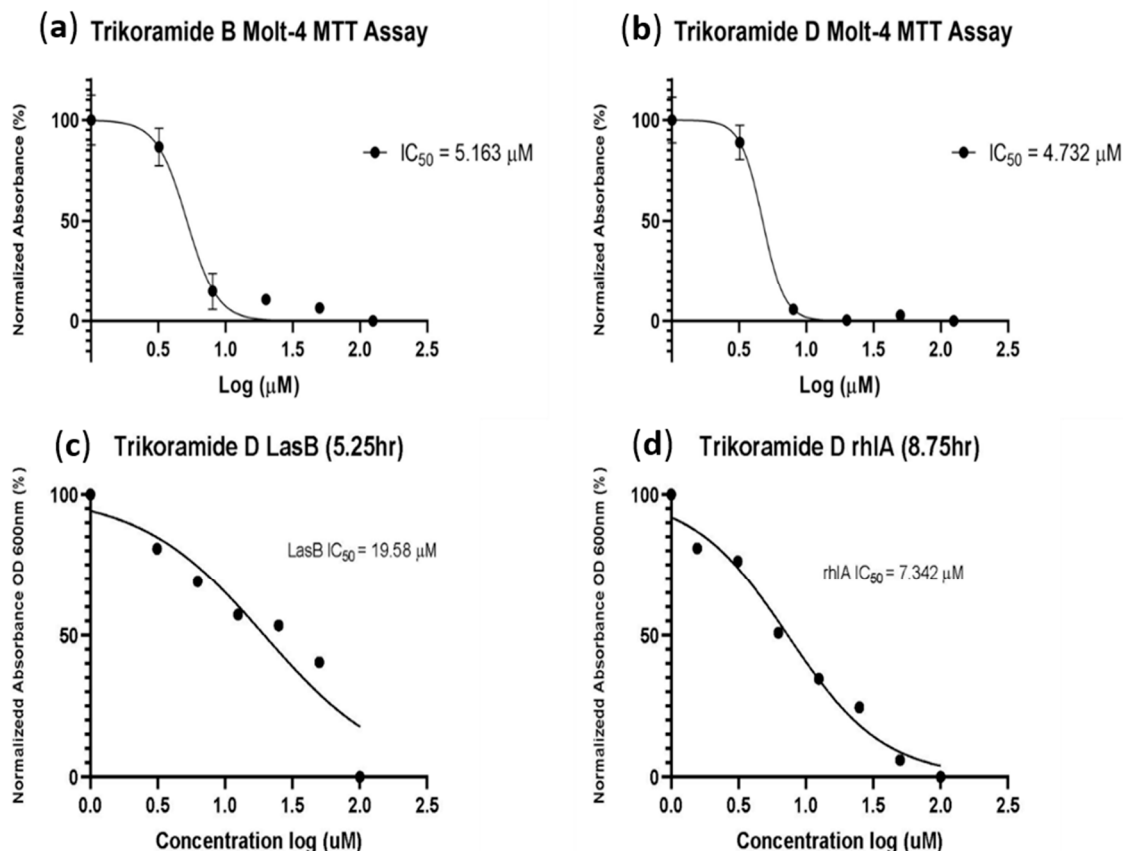 (a) Trikoramide B Molt-4 MTT Assay
Normalized Absorbance (%)
100
50
0
IC50 = 5.163 μM
0.5 1.0 1.5 2.0 2.5
Log (μM)
(b) Trikoramide D Molt-4 MTT Assay
Normalized Absorbance (%)
100
50
0
IC50 = 4.732 μM
0.5 1.0 1.5 2.0 2.5
Log (μM)
(c) Trikoramide D LasB (5.25hr)
Normalizedd Absorbance OD 600nm (%)
100
50
0
LasB IC50 = 19.58 μM
0.0 0.5 1.0 1.5 2.0 2.5
Concentration log (uM)
(d) Trikoramide D rhlA (8.75hr)
Normalizedd Absorbance OD 600nm (%)
100
50
0
rhlA IC50 = 7.342 μM
0.0 0.5 1.0 1.5 2.0 2.5
Concentration log (uM)